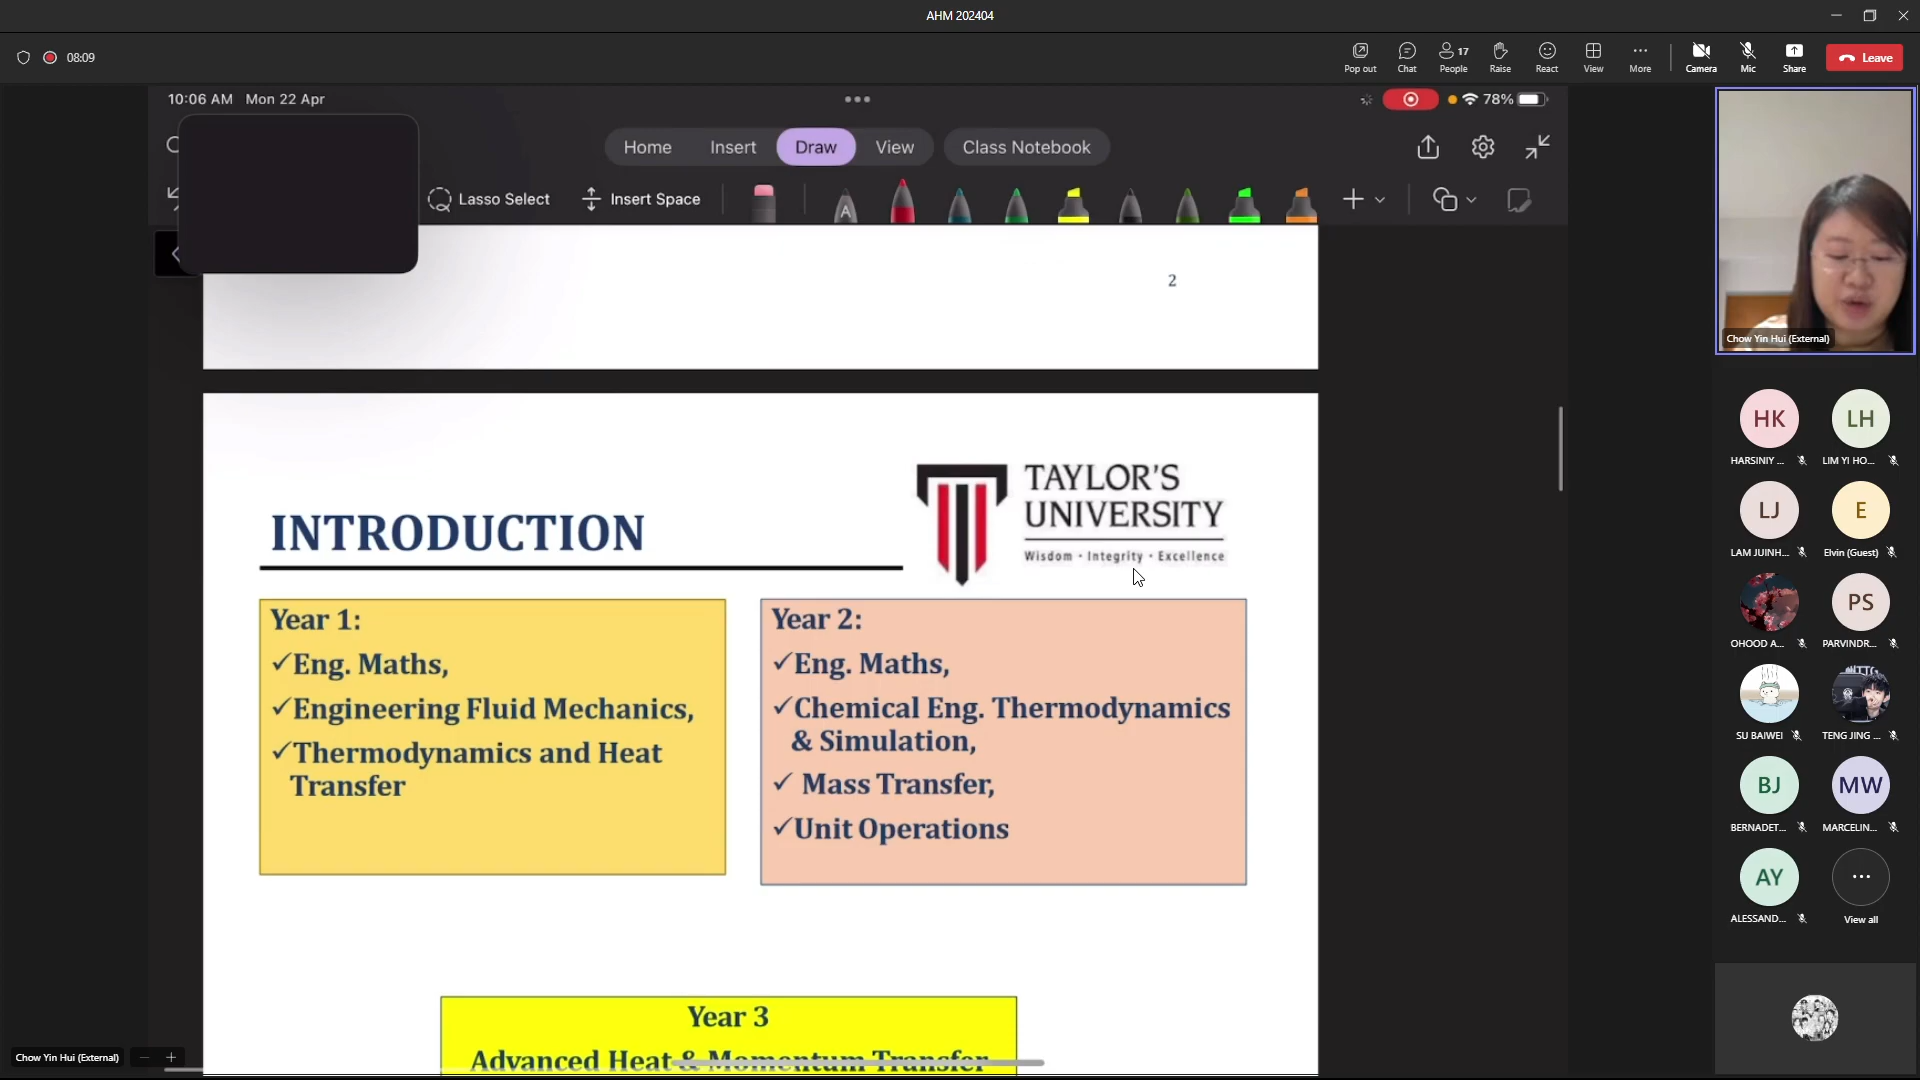 AHM 202404
08:09
Pop out
Chat
17
People
Raise
React
View
More
Camera
Mic
Share
Leave
10:06 AM Mon 22 Apr
78%
Home
Insert
Draw
View
Class Notebook
Lasso Select
Insert Space
A
2
INTRODUCTION
TAYLOR'S
UNIVERSITY
Wisdom · Integrity · Excellence
Year 1:
✓Eng. Maths,
✓Engineering Fluid Mechanics,
✓Thermodynamics and Heat
Transfer
Year 2:
✓Eng. Maths,
✓Chemical Eng. Thermodynamics
& Simulation,
✓ Mass Transfer,
✓Unit Operations
Year 3
Advanced Heat & Momentum Transfer
Chow Yin Hui (External)
HK
HARSINIY ...
LH
LIM YI HO...
LJ
LAM JUINH...
E
Elvin (Guest)
OHOOD A...
PS
PARVINDR...
SU BAIWEI
TENG JING ...
BJ
BERNADET...
MW
MARCELIN...
AY
ALESSAND...
View all
Chow Yin Hui (External)